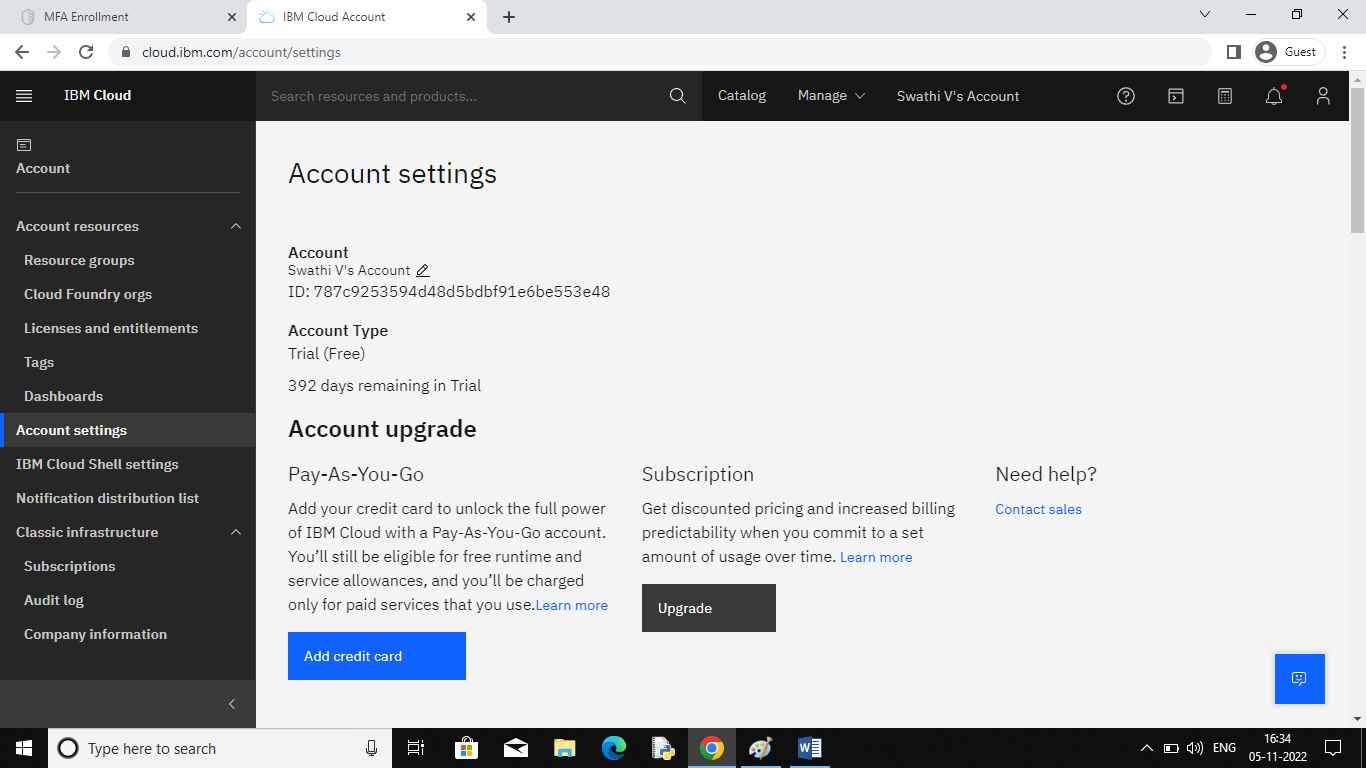 MFA Enrollment
IBM Cloud Account
cloud.ibm.com/account/settings
Guest
IBM Cloud
Search resources and products...
Catalog
Manage
Swathi V's Account
Account
Account resources
Resource groups
Cloud Foundry orgs
Licenses and entitlements
Tags
Dashboards
Account settings
IBM Cloud Shell settings
Notification distribution list
Classic infrastructure
Subscriptions
Audit log
Company information
Account settings
Account
Swathi V's Account
ID: 787c9253594d48d5bdbf91e6be553e48
Account Type
Trial (Free)
392 days remaining in Trial
Account upgrade
Pay-As-You-Go
Add your credit card to unlock the full power
of IBM Cloud with a Pay-As-You-Go account.
You’ll still be eligible for free runtime and
service allowances, and you’ll be charged
only for paid services that you use.Learn more
Add credit card
Subscription
Get discounted pricing and increased billing
predictability when you commit to a set
amount of usage over time. Learn more
Upgrade
Need help?
Contact sales
Type here to search
ENG
16:34
05-11-2022